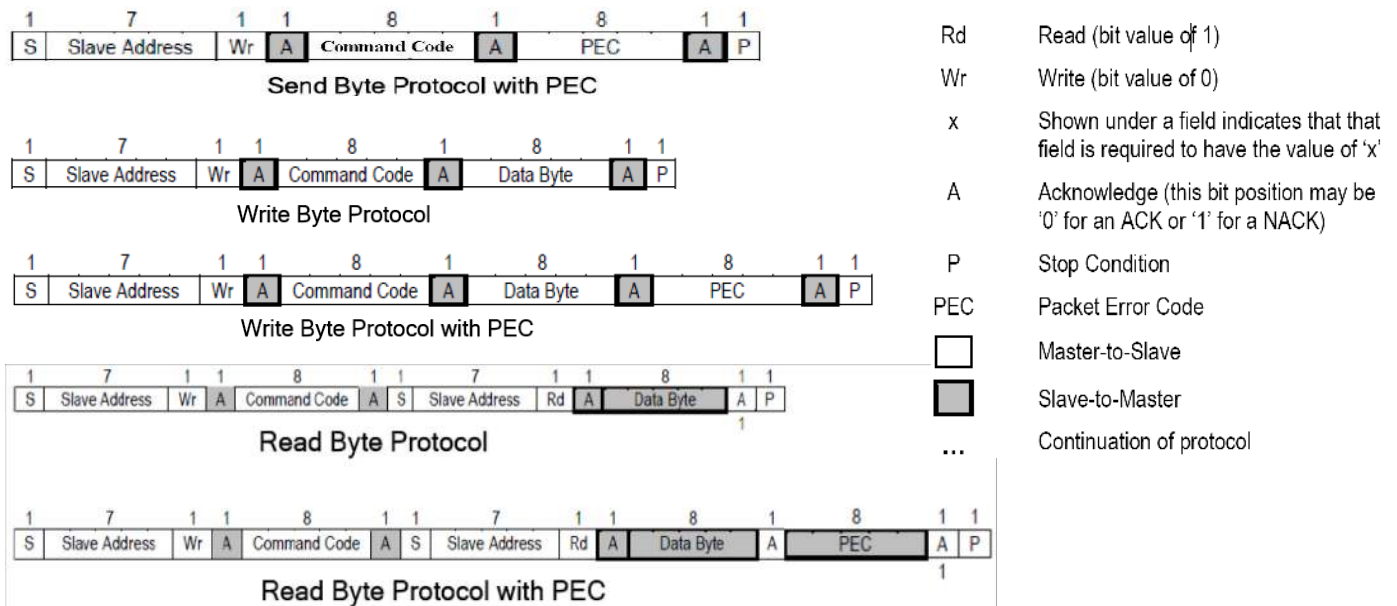 1 7 1 1 8 1 8 1 1
S Slave Address Wr A Command Code A PEC A P
Send Byte Protocol with PEC
1 7 1 1 8 1 8 1 1
S Slave Address Wr A Command Code A Data Byte A P
Write Byte Protocol
1 7 1 1 8 1 8 1 8 1 1
S Slave Address Wr A Command Code A Data Byte A PEC A P
Write Byte Protocol with PEC
1 7 1 1 8 1 1 7 1 1 8 1 1
S Slave Address Wr A Command Code A S Slave Address Rd A Data Byte A P
1
Read Byte Protocol
1 7 1 1 8 1 1 7 1 1 8 1 8 1 1
S Slave Address Wr A Command Code A S Slave Address Rd A Data Byte A PEC A P
1
Read Byte Protocol with PEC
Rd Read (bit value of 1)
Wr Write (bit value of 0)
x Shown under a field indicates that that
field is required to have the value of ‘x’
A Acknowledge (this bit position may be
‘0’ for an ACK or ‘1’ for a NACK)
P Stop Condition
PEC Packet Error Code
Master-to-Slave
Slave-to-Master
... Continuation of protocol